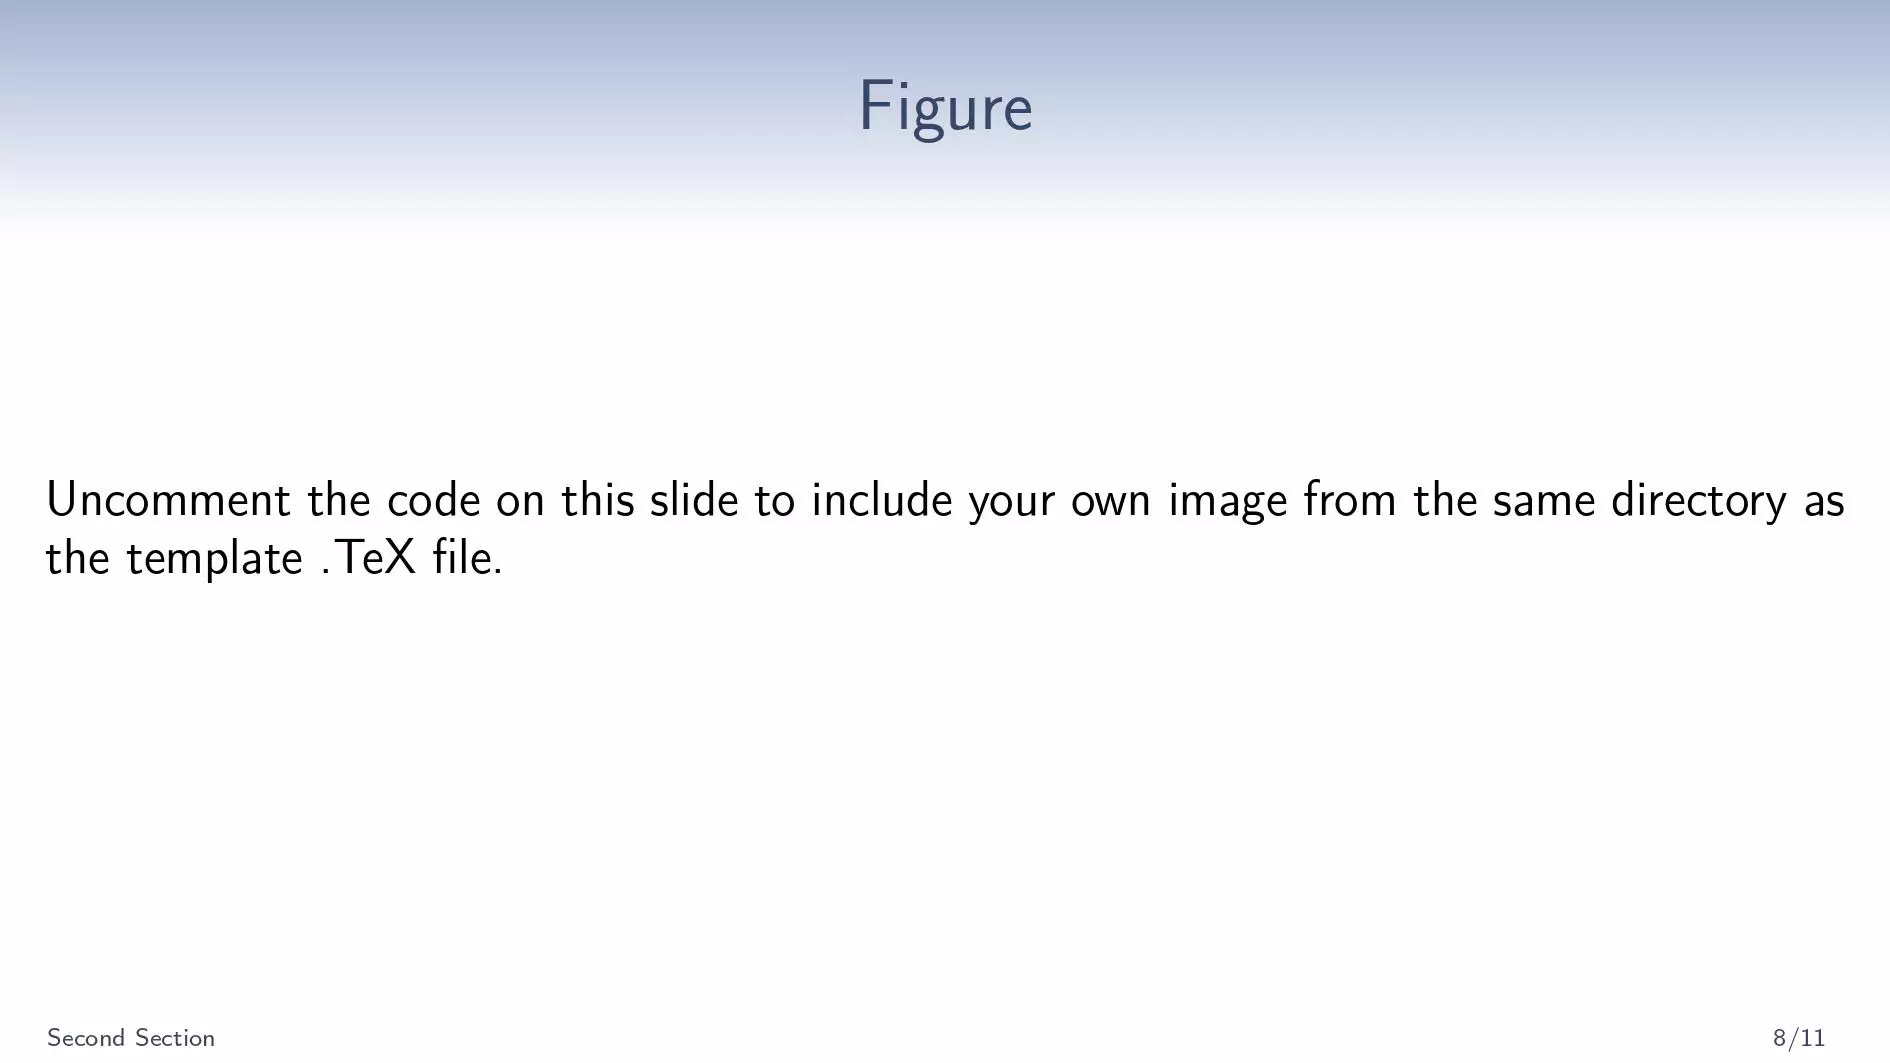 Figure
Uncomment the code on this slide to include your own image from the same directory as
the template .TeX file.
Second Section
8/11